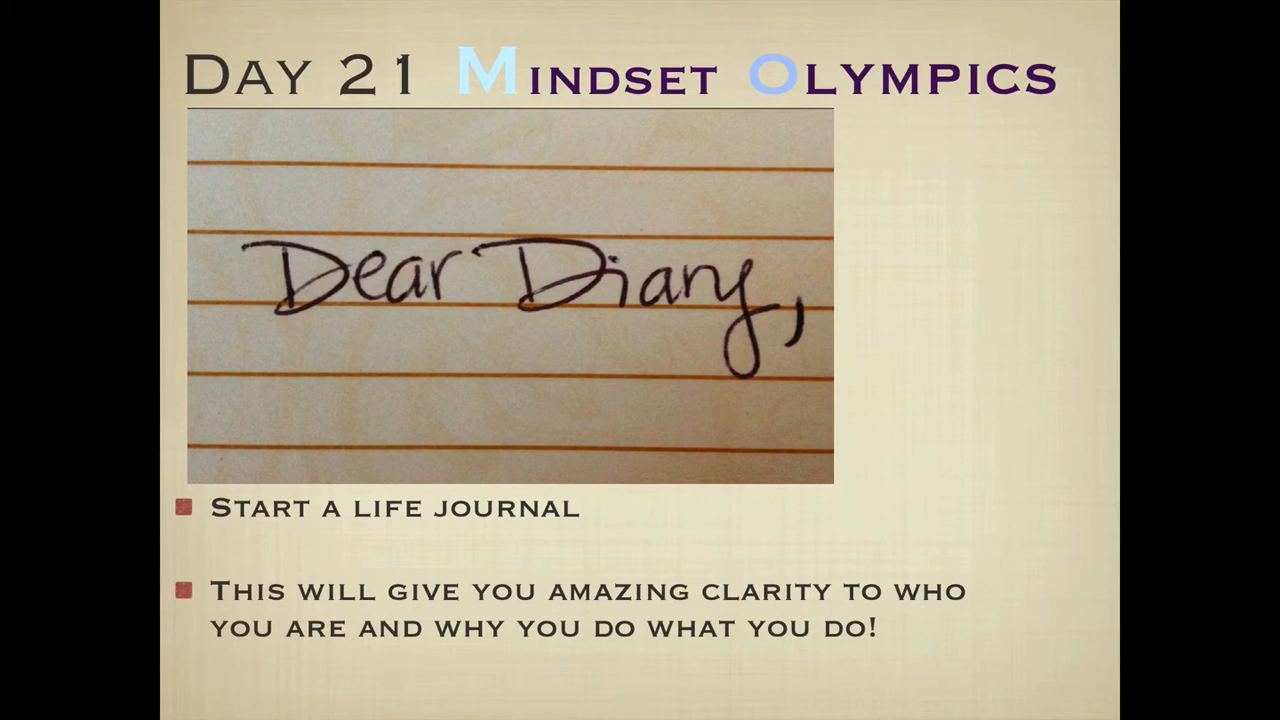 Day 21 Mindset Olympics
Dear Diary,
Start a life journal
This will give you amazing clarity to who
you are and why you do what you do!